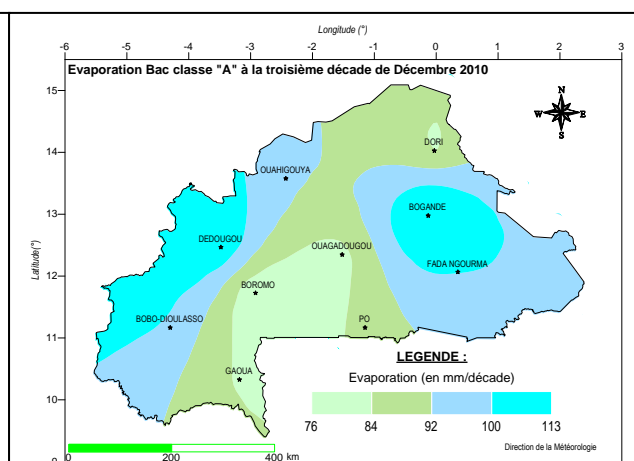 Longitude (°)
-6 -5 -4 -3 -2 -1 0 1 2 3
Evaporation Bac classe "A" à la troisième décade de Décembre 2010
15
N
W E
S
DORI
14
OUAHIGOUYA
BOGANDE
13
DEDOUGOU
OUAGADOUGOU
FADA NGOURMA
Latitude(°)
12
BOROMO
BOBO-DIOULASSO
PO
11
LEGENDE :
Evaporation (en mm/décade)
GAOUA
10
76 84 92 100 113
Direction de la Météorologie
9
0 200 400 km